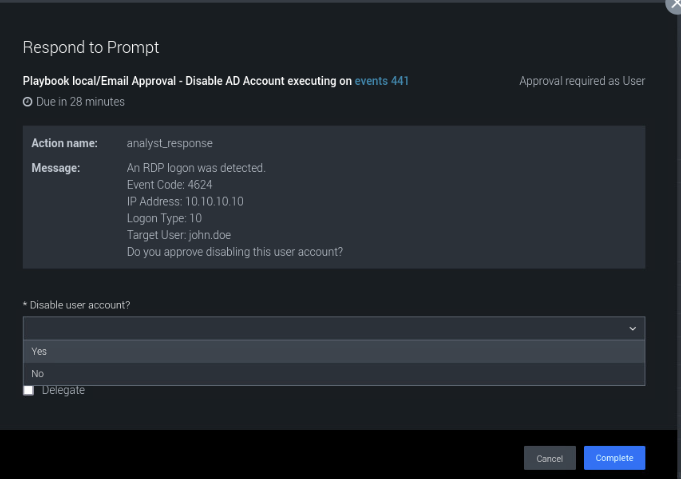 Respond to Prompt
Playbook local/Email Approval - Disable AD Account executing on events 441
Approval required as User
Due in 28 minutes
Action name: analyst_response
Message: An RDP logon was detected.
Event Code: 4624
IP Address: 10.10.10.10
Logon Type: 10
Target User: john.doe
Do you approve disabling this user account?
* Disable user account?
Yes
No
Delegate
Cancel
Complete